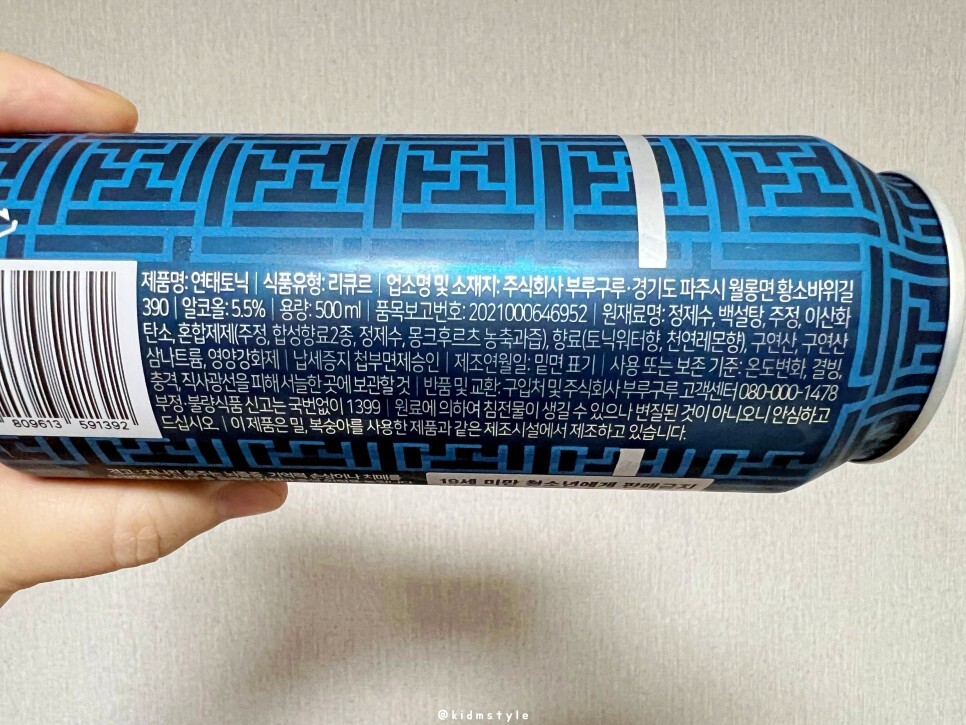 제품명: 연태토닉 | 식품유형: 리큐르 | 업소명 및 소재지: 주식회사 부루구루·경기도 파주시 월롱면 황소바위길
390 | 알코올: 5.5% | 용량: 500ml | 품목보고번호: 2021000646952 | 원재료명: 정제수, 백설탕, 주정, 이산화
탄소, 혼합제제(주정, 합성향료2종, 정제수, 몽크후르츠 농축과즙), 향료(토닉워터향, 천연레몬향), 구연산, 구연산
삼나트륨, 영양강화제 | 납세증지 첩부면제승인 | 제조연월일: 밑면 표기 | 사용 또는 보존 기준: 온도변화, 결빙,
충격, 직사광선을 피해 서늘한 곳에 보관할 것 | 반품 및 교환: 구입처 및 주식회사 부루구루 고객센터 080-000-1478
부정·불량식품 신고는 국번없이 1399 | 원료에 의하여 침전물이 생길 수 있으나 변질된 것이 아니오니 안심하고
드십시오. | 이 제품은 밀, 복숭아를 사용한 제품과 같은 제조시설에서 제조하고 있습니다.
809613 591392
경고: 지나친 음주는
19세 미만 청소년에게 판매금지
@kidmstyle